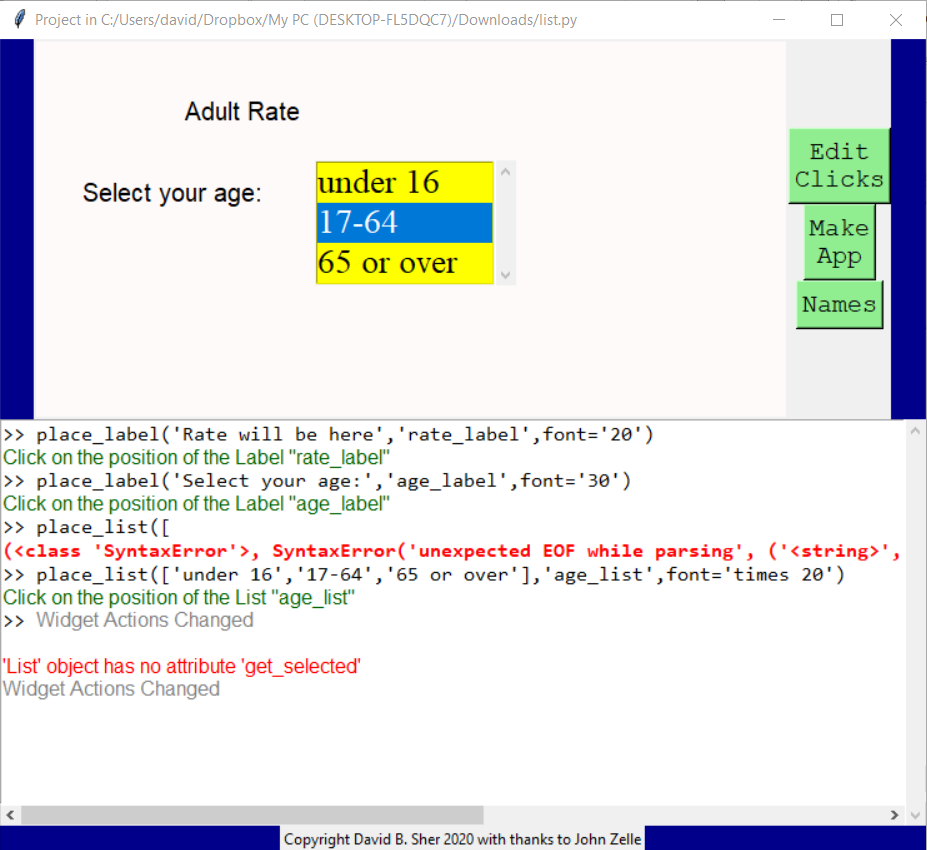 Project in C:/Users/david/Dropbox/My PC (DESKTOP-FL5DQC7)/Downloads/list.py
Adult Rate
Select your age:
under 16
17-64
65 or over
Edit
Clicks
Make
App
Names
>> place_label('Rate will be here','rate_label',font='20')
Click on the position of the Label "rate_label"
>> place_label('Select your age:','age_label',font='30')
Click on the position of the Label "age_label"
>> place_list([
(<class 'SyntaxError'>, SyntaxError('unexpected EOF while parsing', ('<string>',
>> place_list(['under 16','17-64','65 or over'],'age_list',font='times 20')
Click on the position of the List "age_list"
>> Widget Actions Changed
'List' object has no attribute 'get_selected'
Widget Actions Changed
Copyright David B. Sher 2020 with thanks to John Zelle